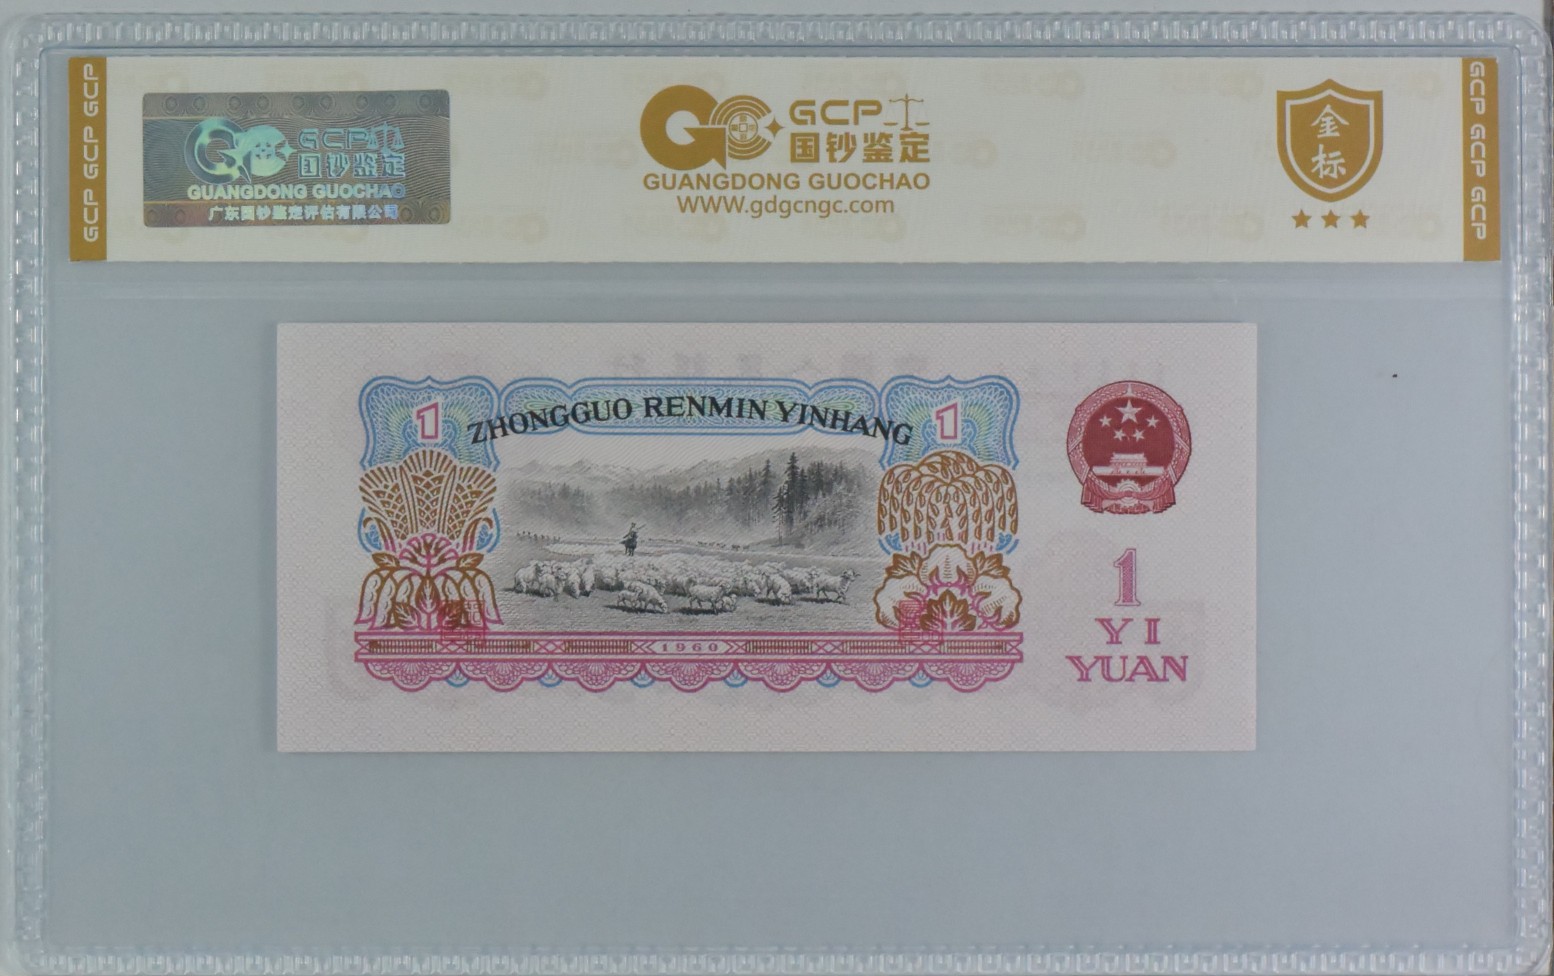 GCP GCP GCP
GCP
国钞鉴定
GUANGDONG GUOCHAO
广东国钞鉴定评估有限公司
GCP
国钞鉴定
GUANGDONG GUOCHAO
WWW.gdgcngc.com
金
标
GCP GCP GCP
1
ZHONGGUO RENMIN YINHANG
1
1960
1
YI
YUAN